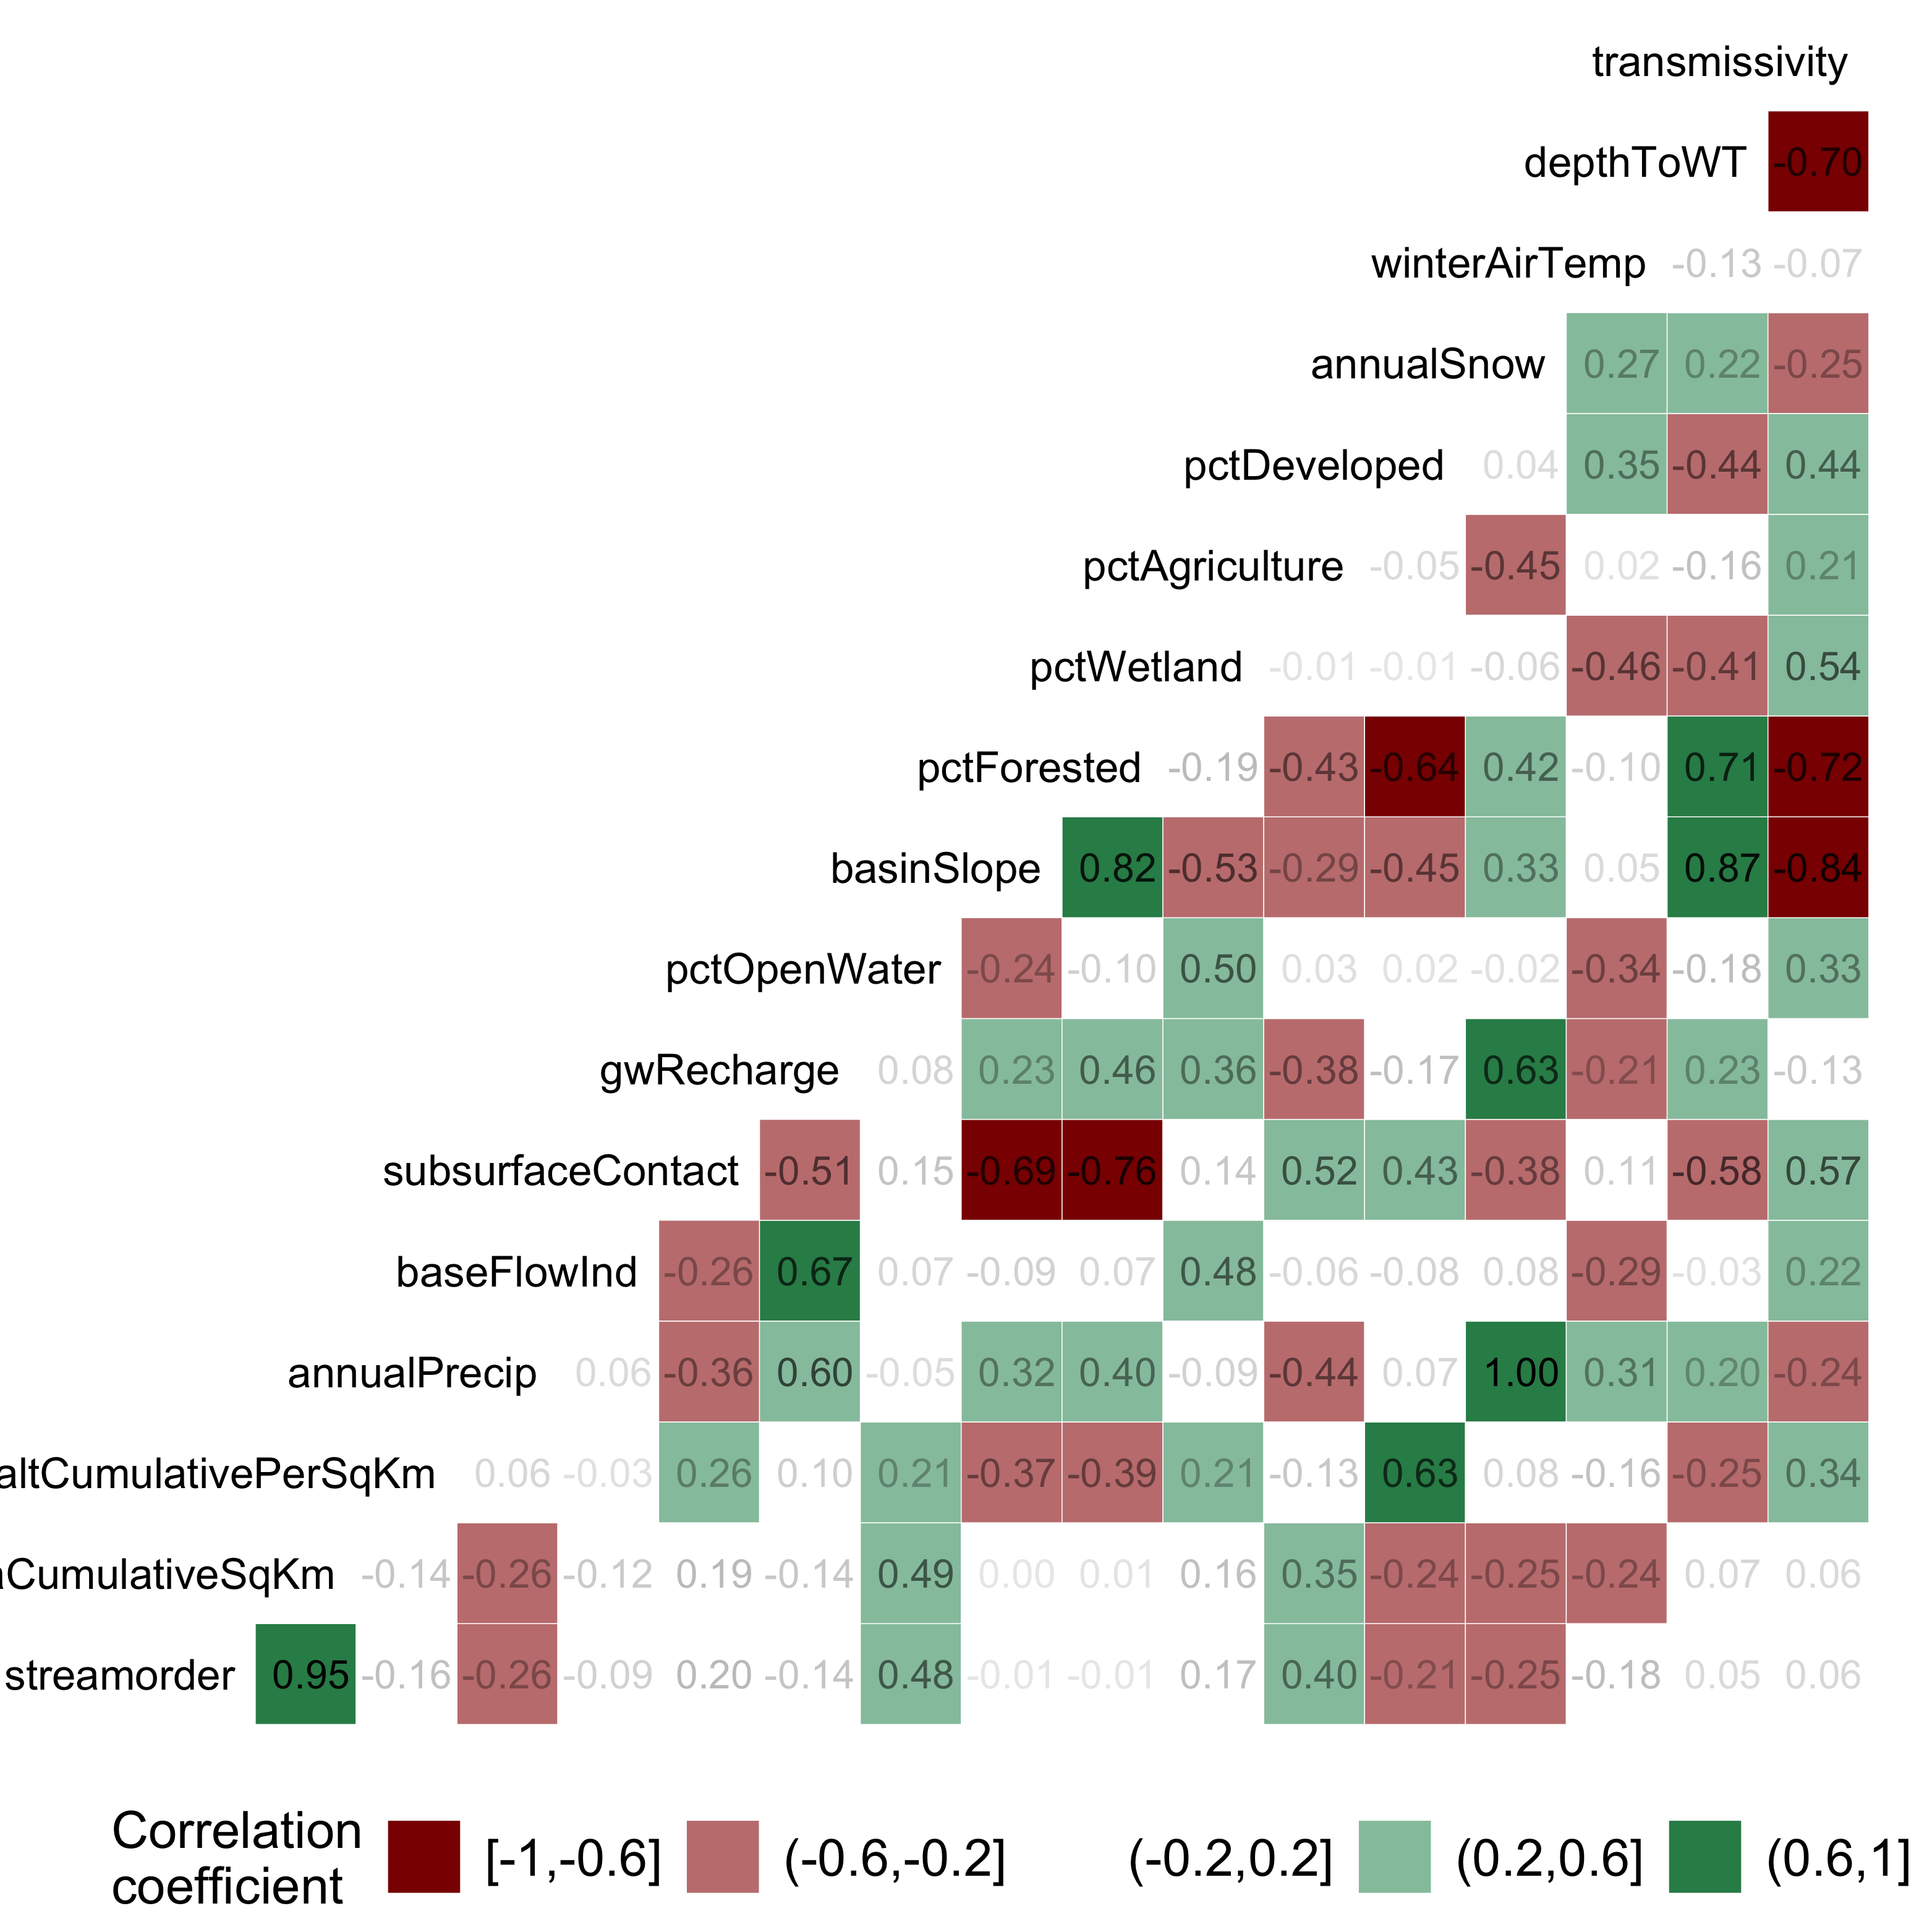 transmissivity
depthToWT -0.70
winterAirTemp -0.13 -0.07
annualSnow 0.27 0.22 -0.25
pctDeveloped 0.04 0.35 -0.44 0.44
pctAgriculture -0.05 -0.45 0.02 -0.16 0.21
pctWetland -0.01 -0.01 -0.06 -0.46 -0.41 0.54
pctForested -0.19 -0.43 -0.64 0.42 -0.10 0.71 -0.72
basinSlope 0.82 -0.53 -0.29 -0.45 0.33 0.05 0.87 -0.84
pctOpenWater -0.24 -0.10 0.50 0.03 0.02 -0.02 -0.34 -0.18 0.33
gwRecharge 0.08 0.23 0.46 0.36 -0.38 -0.17 0.63 -0.21 0.23 -0.13
subsurfaceContact -0.51 0.15 -0.69 -0.76 0.14 0.52 0.43 -0.38 0.11 -0.58 0.57
baseFlowInd -0.26 0.67 0.07 -0.09 0.07 0.48 -0.06 -0.08 0.08 -0.29 -0.03 0.22
annualPrecip 0.06 -0.36 0.60 -0.05 0.32 0.40 -0.09 -0.44 0.07 1.00 0.31 0.20 -0.24
altCumulativePerSqKm 0.06 -0.03 0.26 0.10 0.21 -0.37 -0.39 0.21 -0.13 0.63 0.08 -0.16 -0.25 0.34
aCumulativeSqKm -0.14 -0.26 -0.12 0.19 -0.14 0.49 0.00 0.01 0.16 0.35 -0.24 -0.25 -0.24 0.07 0.06
streamorder 0.95 -0.16 -0.26 -0.09 0.20 -0.14 0.48 -0.01 -0.01 0.17 0.40 -0.21 -0.25 -0.18 0.05 0.06
Correlation
coefficient
[-1,-0.6] (-0.6,-0.2] (-0.2,0.2] (0.2,0.6] (0.6,1]